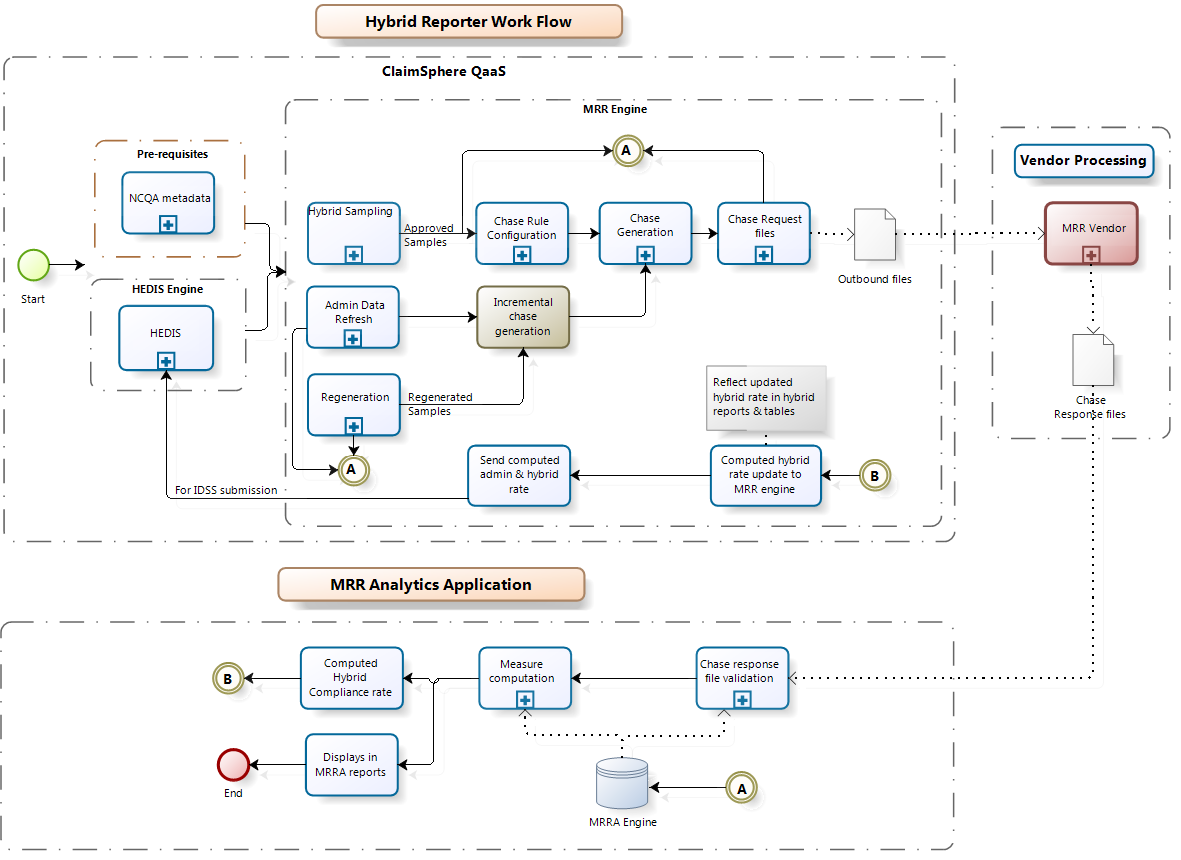 Hybrid Reporter Work Flow
ClaimSphere QaaS
MRR Engine
Pre-requisites
NCQA metadata
Start
HEDIS Engine
HEDIS
A
Hybrid Sampling
Approved
Samples
Chase Rule
Configuration
Chase
Generation
Chase Request
files
Outbound files
Vendor Processing
MRR Vendor
Chase
Response files
Admin Data
Refresh
Incremental
chase
generation
Regeneration
Regenerated
Samples
A
Reflect updated
hybrid rate in hybrid
reports & tables
Send computed
admin & hybrid
rate
Computed hybrid
rate update to
MRR engine
B
For IDSS submission
MRR Analytics Application
B
Computed
Hybrid
Compliance rate
Measure
computation
Chase response
file validation
End
Displays in
MRRA reports
MRRA Engine
A